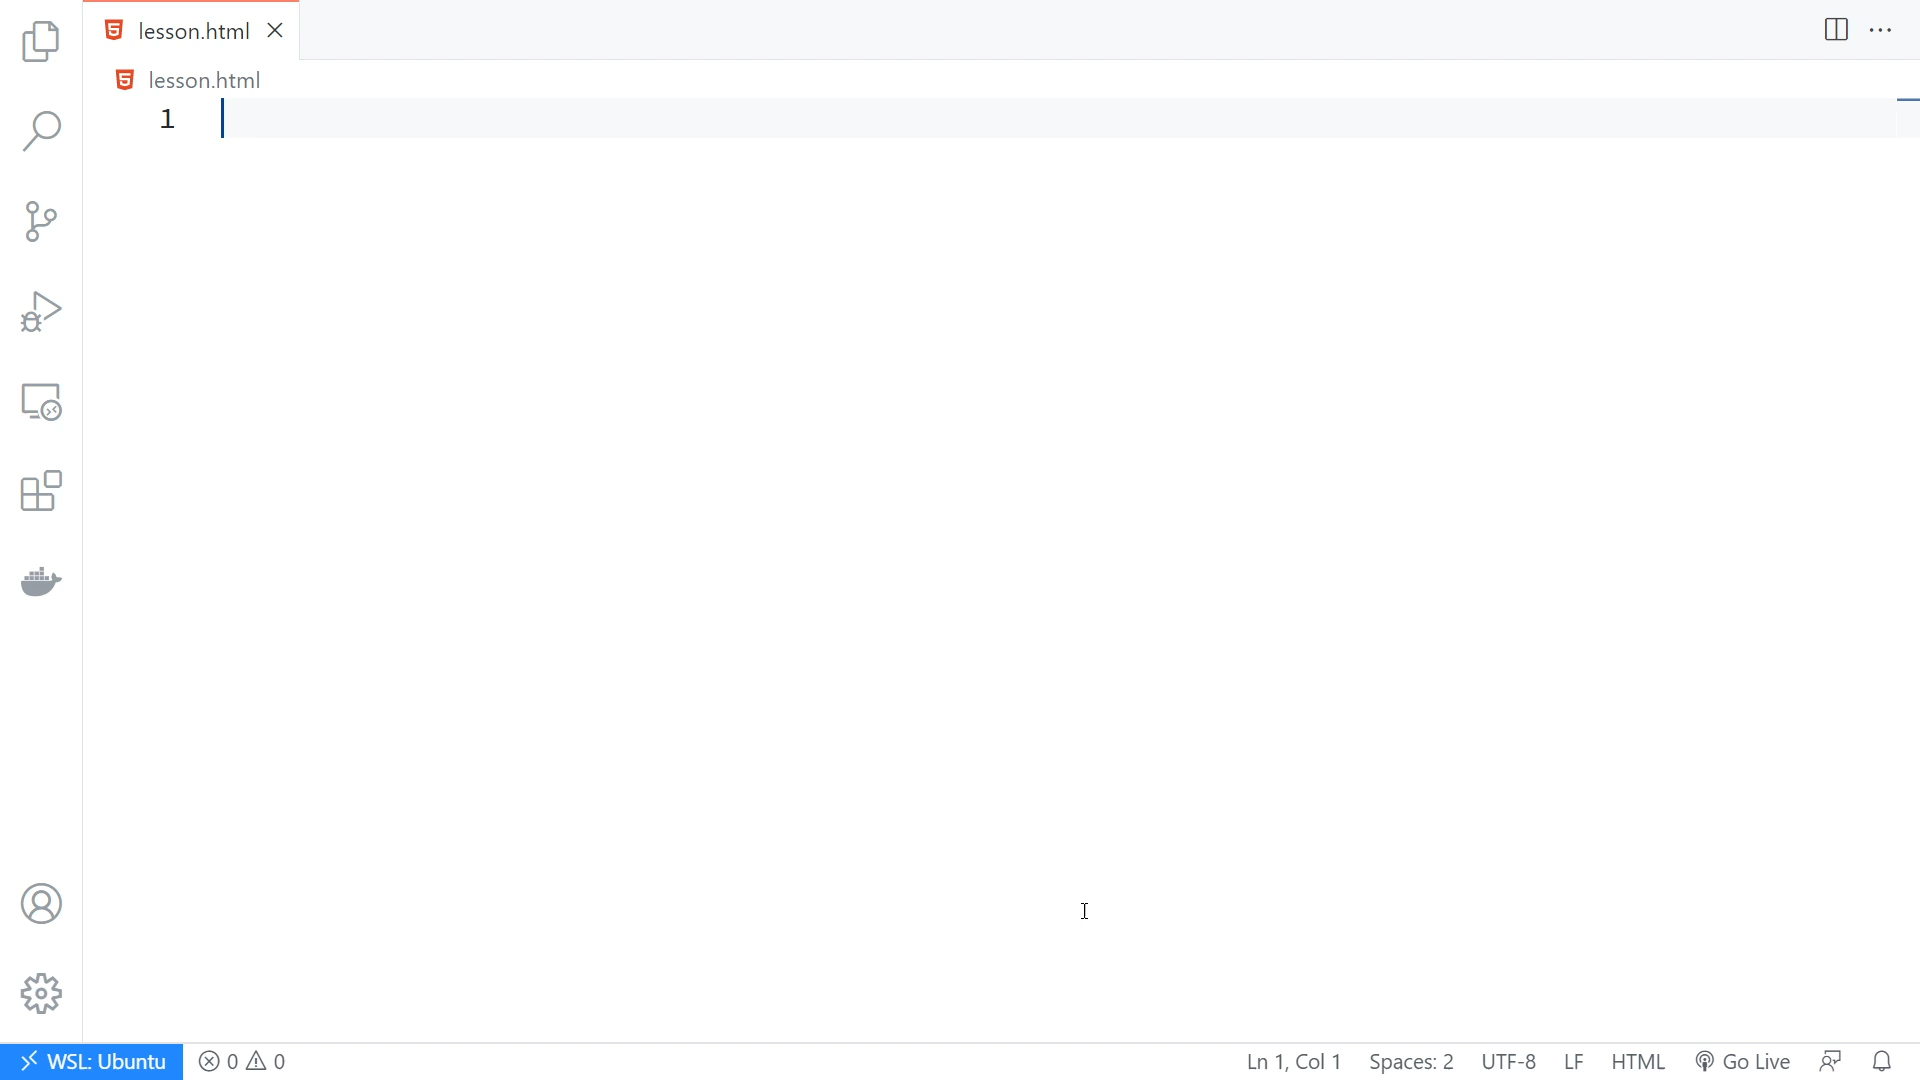 lesson.html
lesson.html
1
WSL: Ubuntu 0 0 Ln 1, Col 1 Spaces: 2 UTF-8 LF HTML Go Live